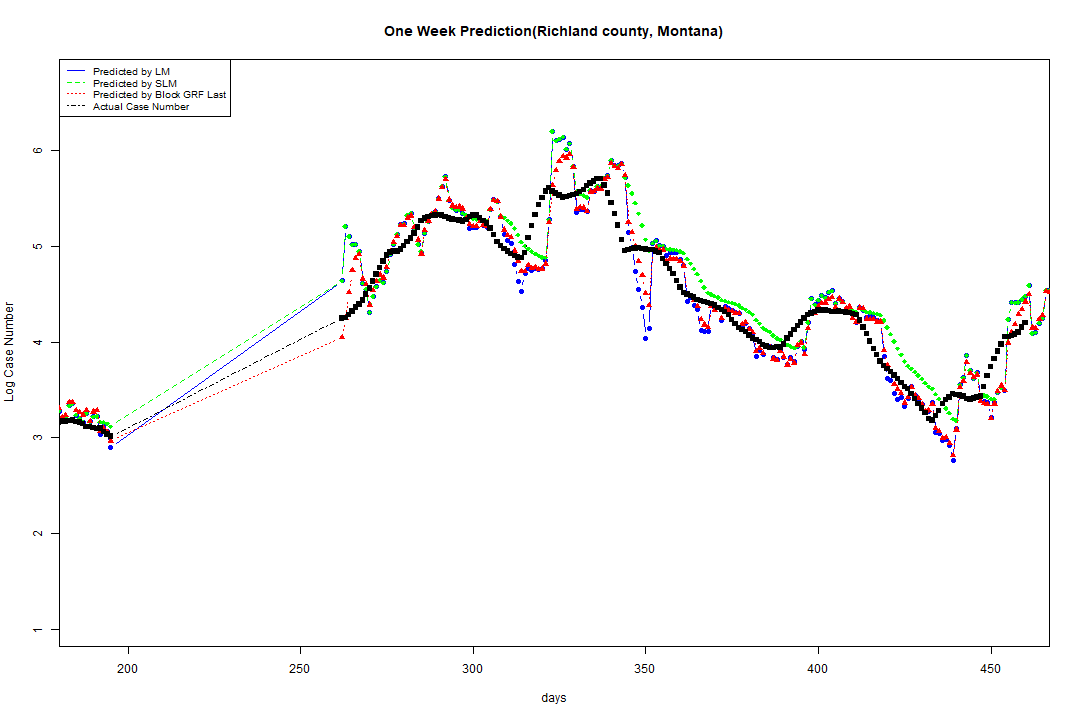 One Week Prediction(Richland county, Montana)
Predicted by LM
Predicted by SLM
Predicted by Block GRF Last
Actual Case Number
Log Case Number
6
5
4
3
2
1
200 250 300 350 400 450
days